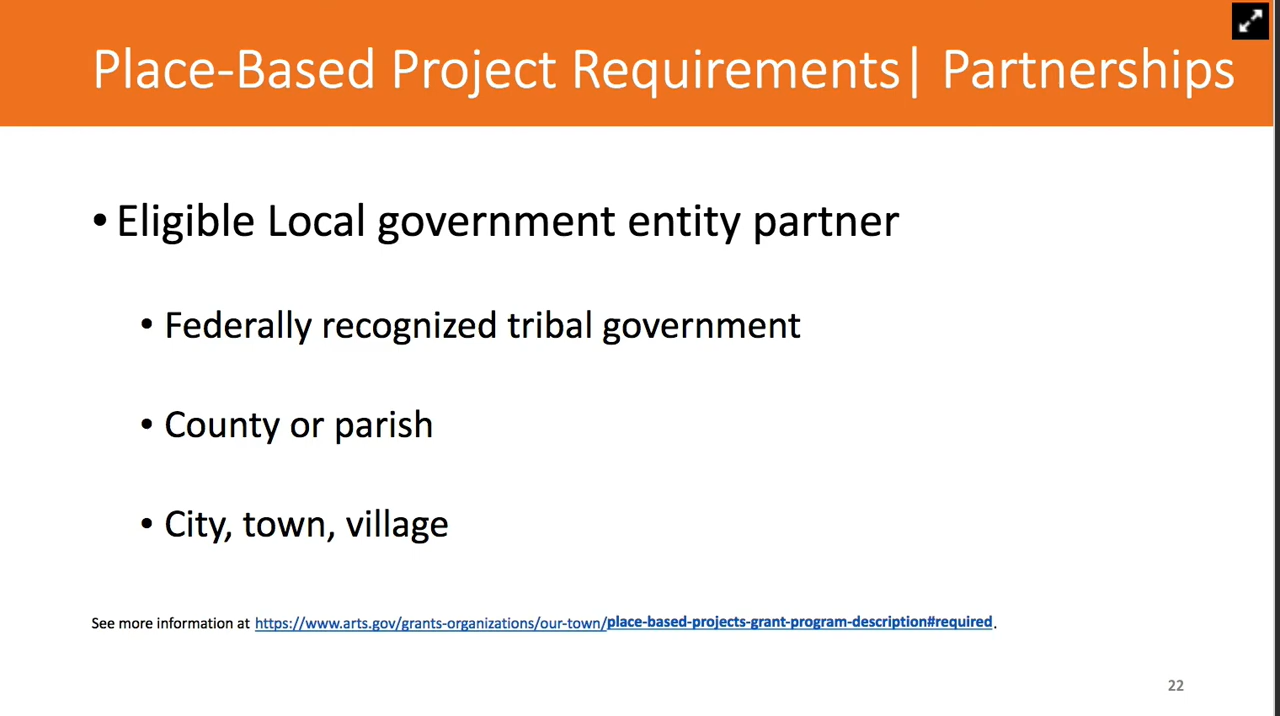 Place-Based Project Requirements| Partnerships
• Eligible Local government entity partner
• Federally recognized tribal government
• County or parish
• City, town, village
See more information at https://www.arts.gov/grants-organizations/our-town/place-based-projects-grant-program-description#required.
22